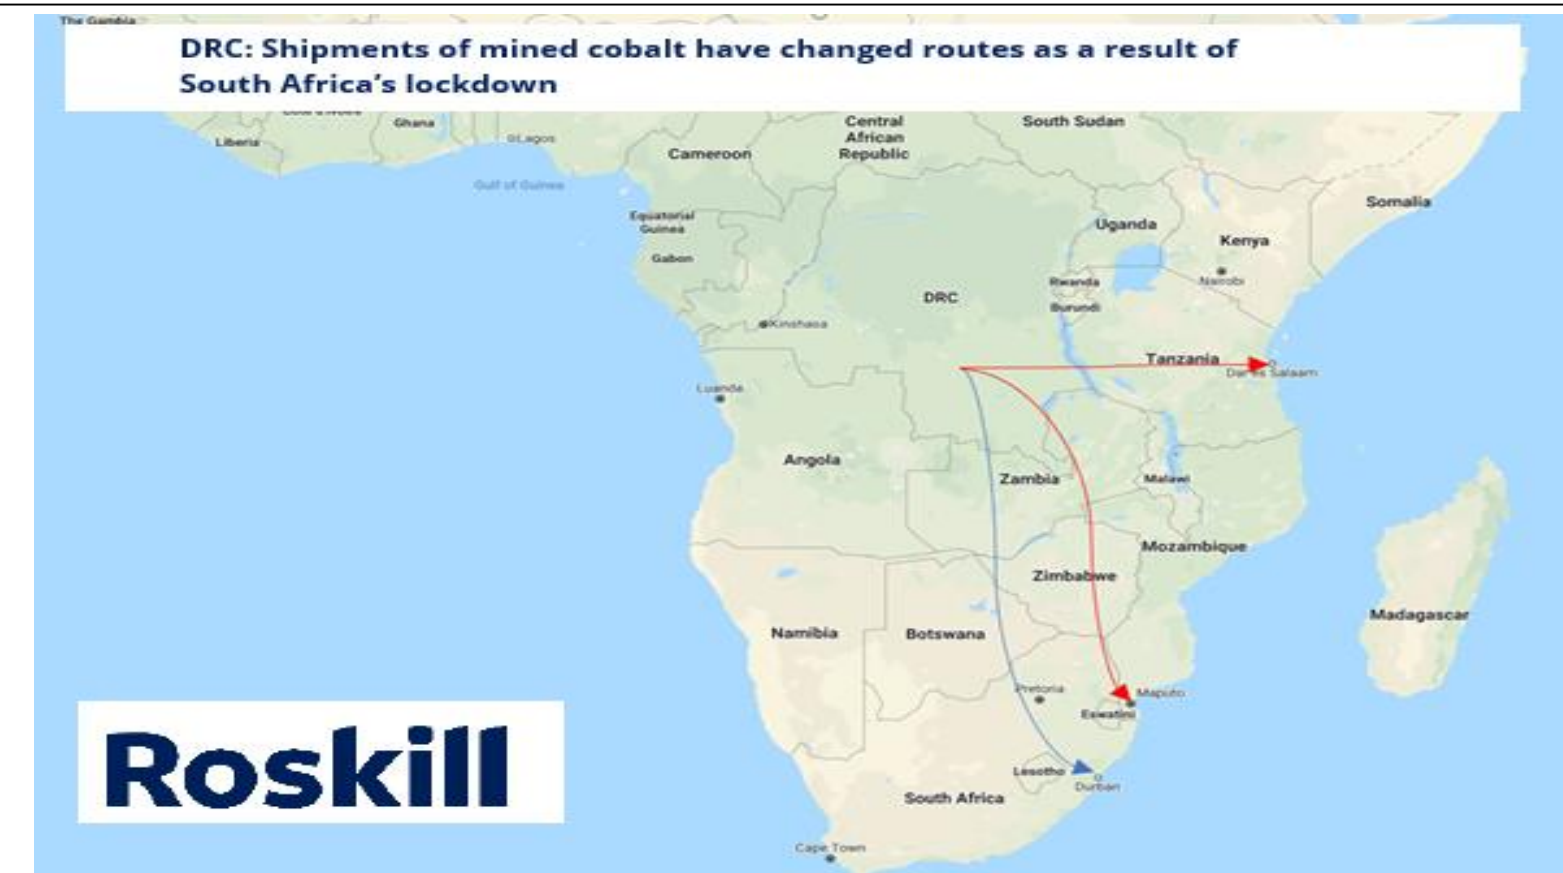 The Gambia
DRC: Shipments of mined cobalt have changed routes as a result of
South Africa's lockdown
Ghana
Liberia
Lagos
Central
African
Republic
South Sudan
Cameroon
Gulf of Guinea
Equatorial
Guinea
Gabon
Uganda
Kenya
Somalia
Nairobi
Rwanda
Burundi
DRC
Kinshasa
Tanzania
Dar es Salaam
Luanda
Angola
Zambia
Malawi
Mozambique
Zimbabwe
Madagascar
Namibia
Botswana
Pretoria
Maputo
Eswatini
Lesotho
Durban
South Africa
Cape Town
Roskill